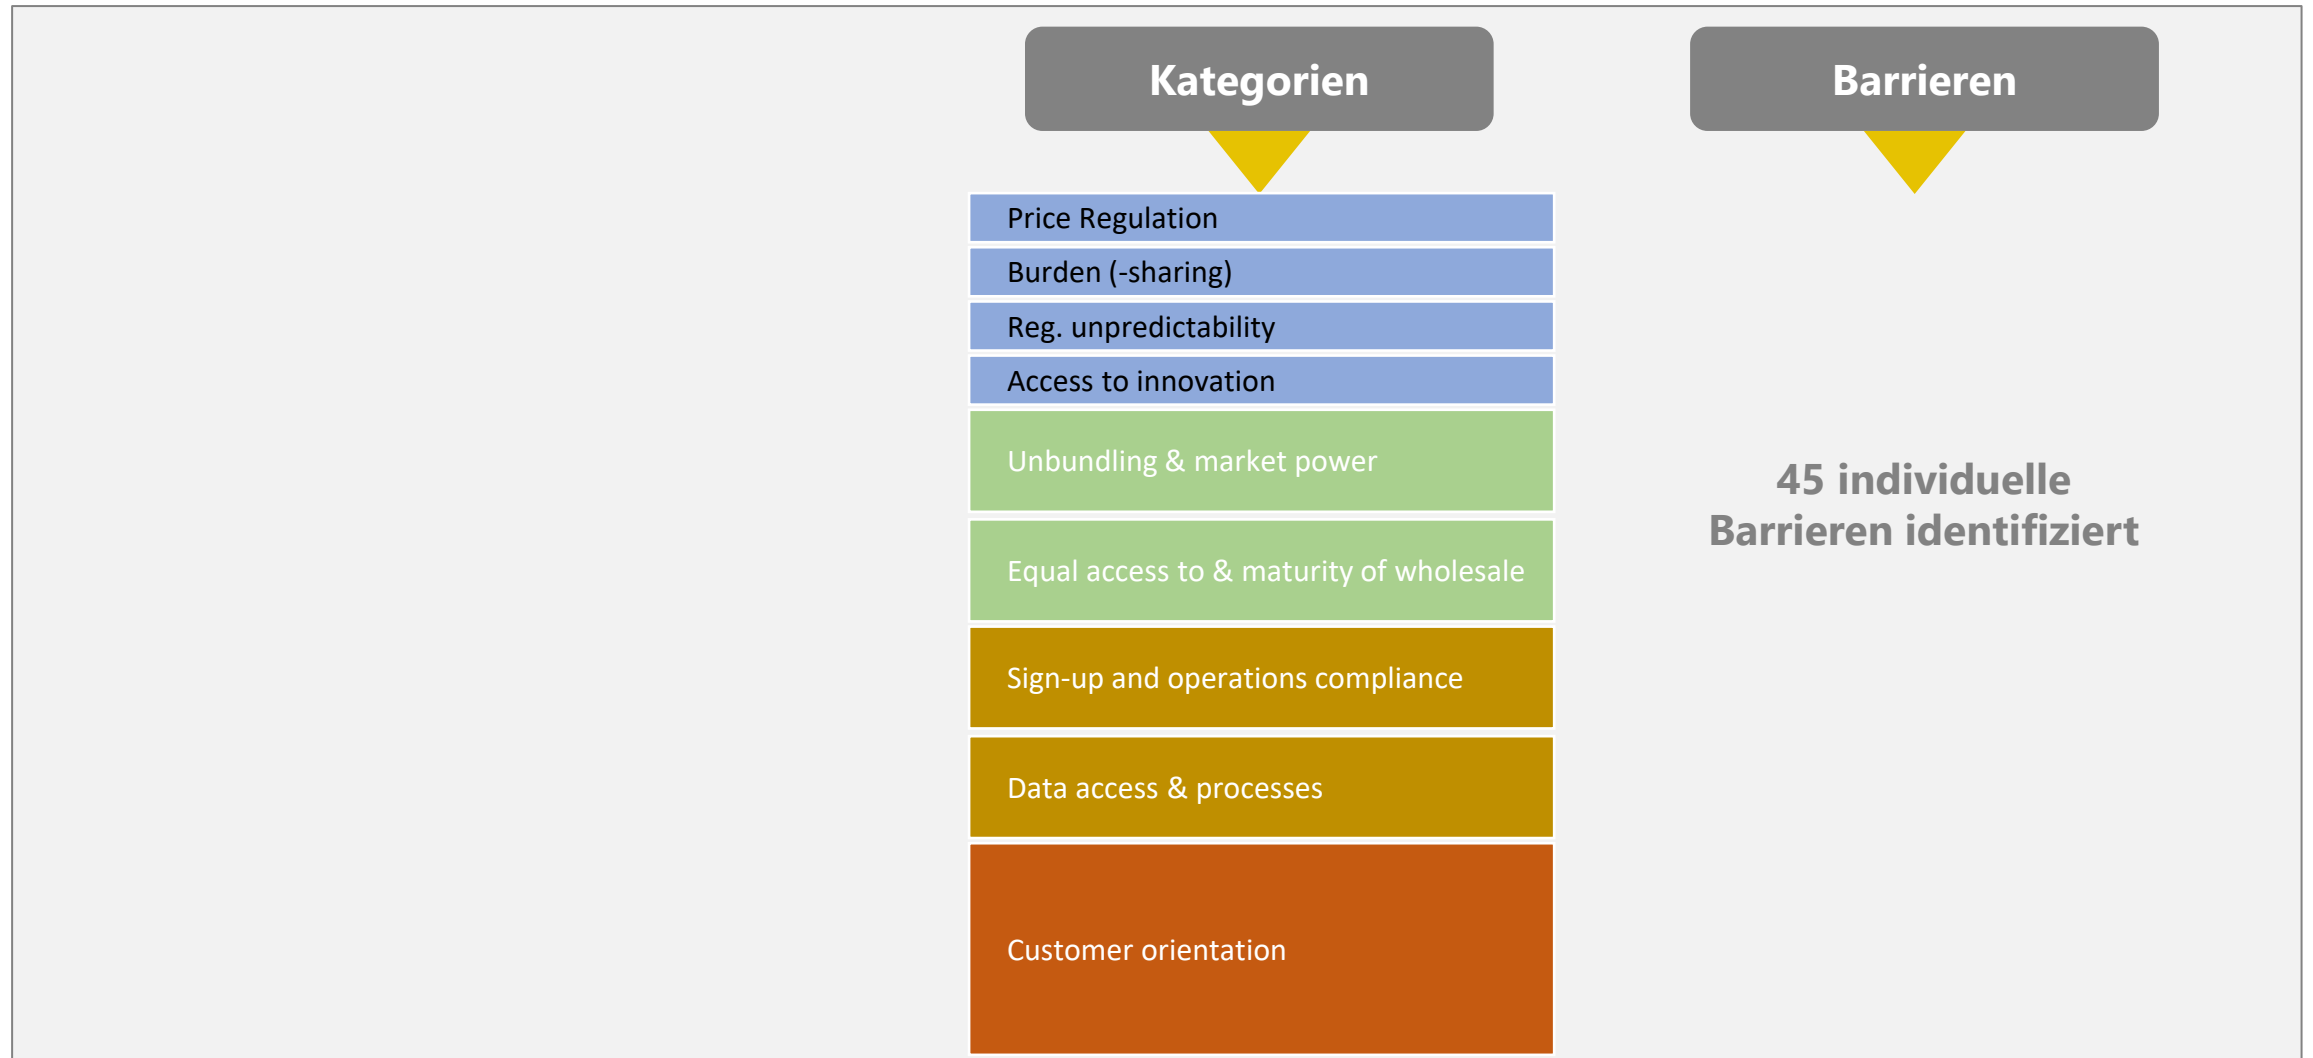 Kategorien
Barrieren
Price Regulation
Burden (-sharing)
Reg. unpredictability
Access to innovation
Unbundling & market power
Equal access to & maturity of wholesale
Sign-up and operations compliance
Data access & processes
Customer orientation
45 individuelle
Barrieren identifiziert